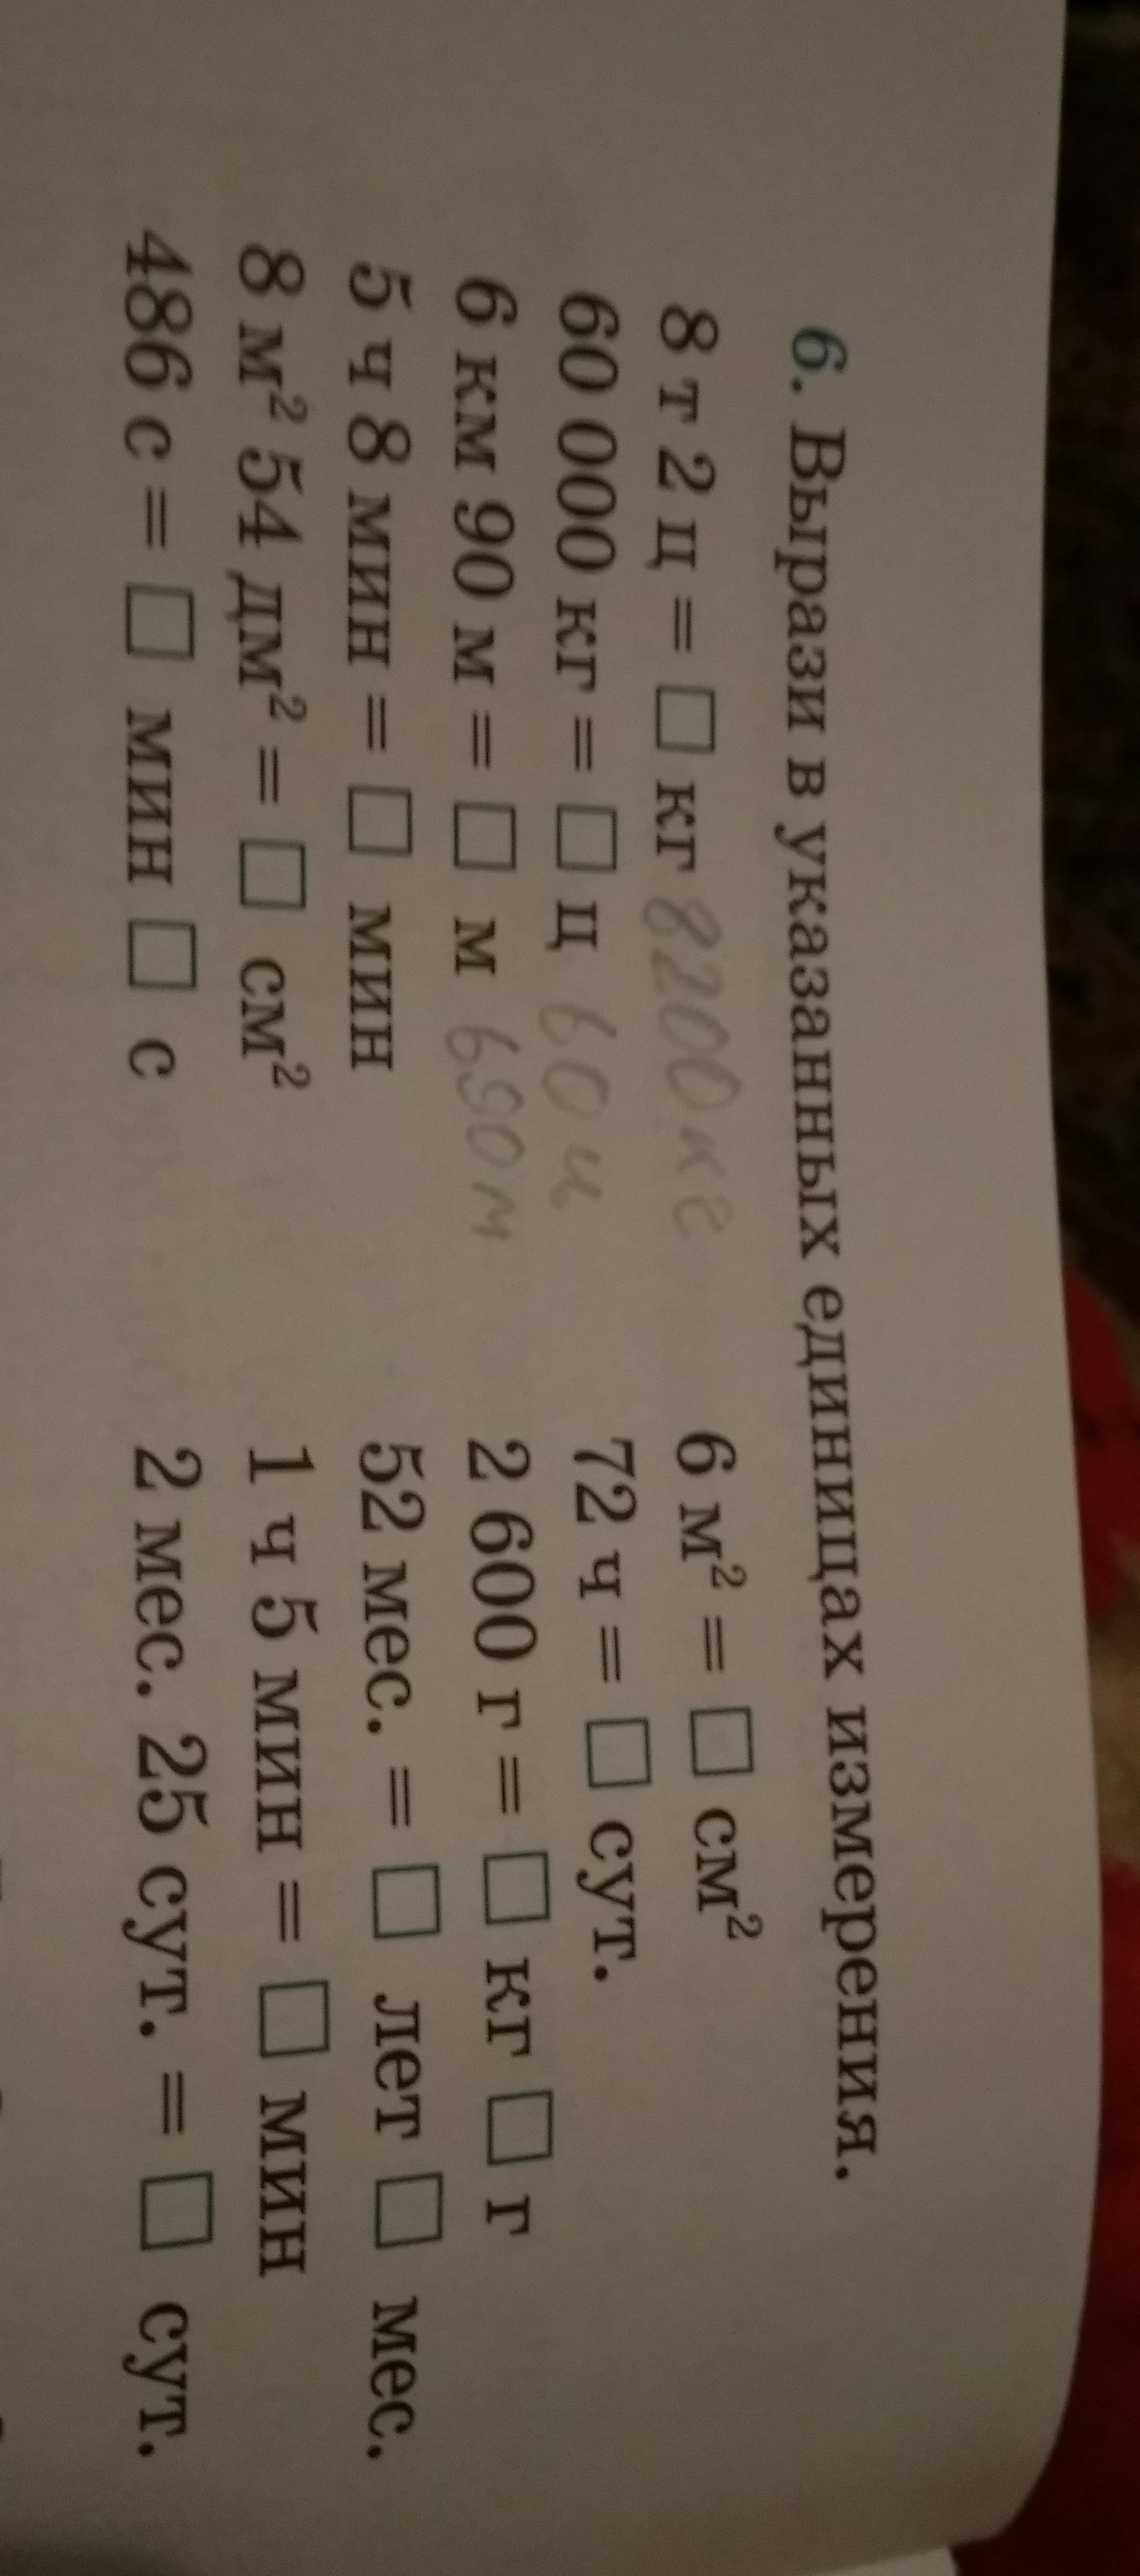 6. Вырази в указанных единицах измерения.
8 т 2 ц = □ кг 8200 кг
60 000 кг = □ ц 60 ц
6 км 90 м = □ м 690 м
5 ч 8 мин = □ мин
8 м² 54 дм² = □ см²
486 с = □ мин □ с
6 м² = □ см²
72 ч = □ сут.
2 600 г = □ кг □ г
52 мес. = □ лет □ мес.
1 ч 5 мин = □ мин
2 мес. 25 сут. = □ сут.